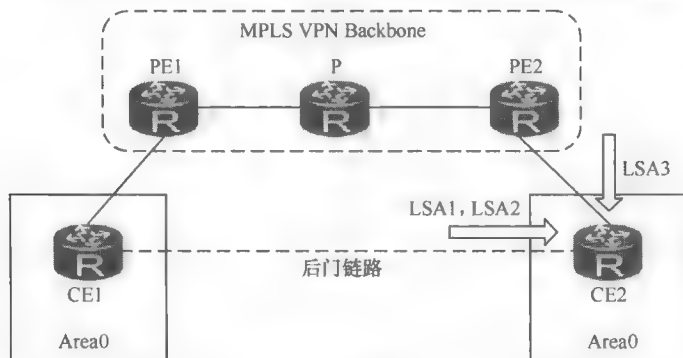 MPLS VPN Backbone
PE1
P
PE2
R
R
R
LSA3
LSA1, LSA2
R
R
后门链路
CE1
CE2
Area0
Area0